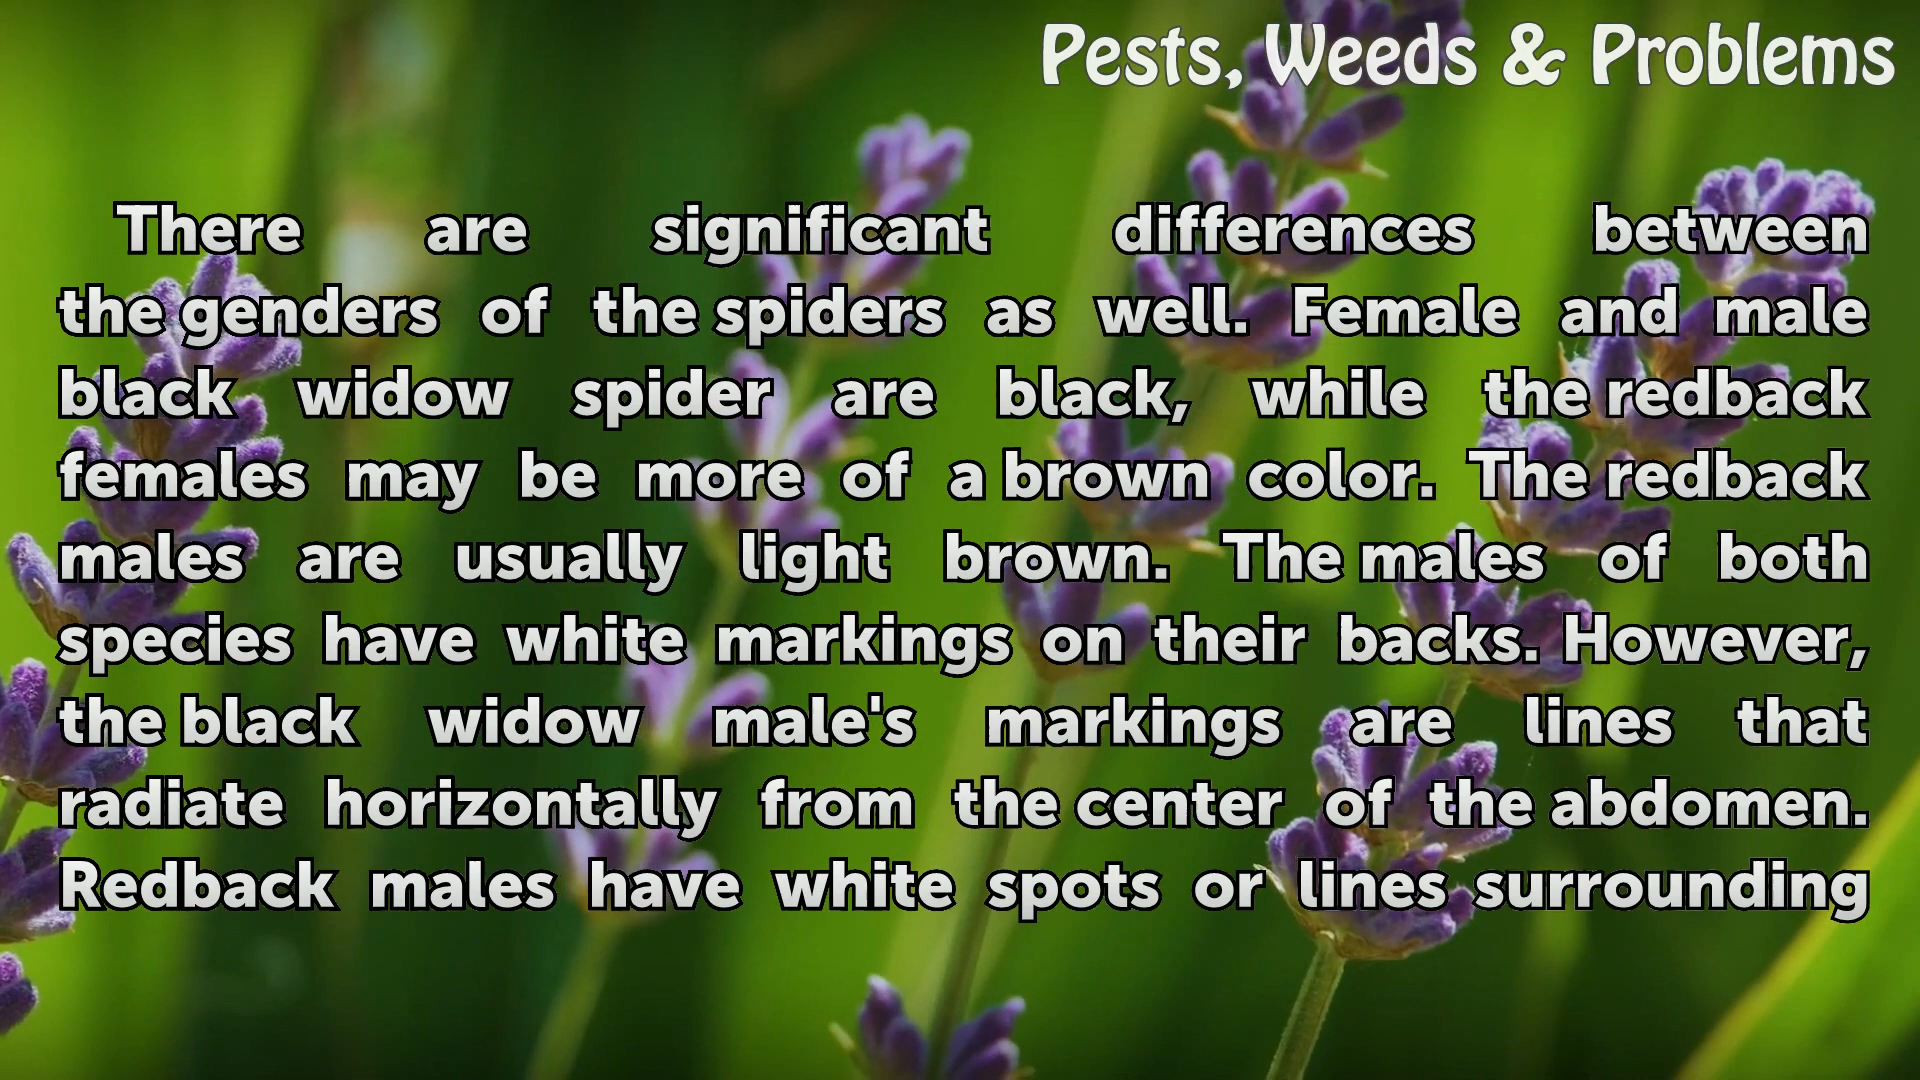 Pests, Weeds & Problems
There are significant differences between
the genders of the spiders as well. Female and male
black widow spider are black, while the redback
females may be more of a brown color. The redback
males are usually light brown. The males of both
species have white markings on their backs. However,
the black widow male's markings are lines that
radiate horizontally from the center of the abdomen.
Redback males have white spots or lines surrounding